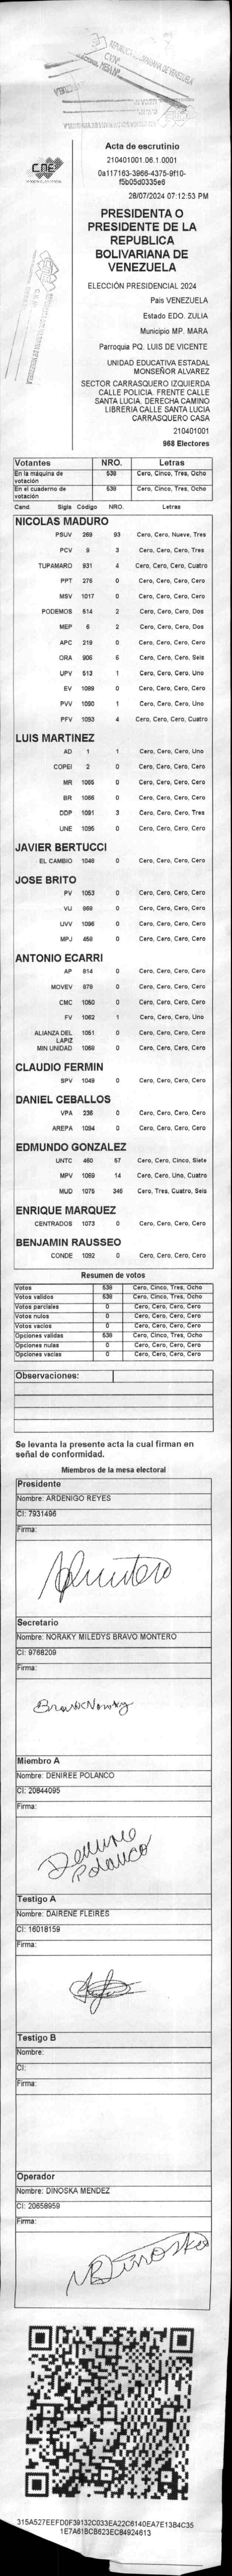 REPUBLICA BOLIVARIANA DE VENEZUELA
CNE
Acta de escrutinio
210401001.06.1.0001
0a117163-3966-4375-9f10-
f5b05d0335e6
28/07/2024 07:12:53 PM
PRESIDENTA O
PRESIDENTE DE LA
REPUBLICA
BOLIVARIANA DE
VENEZUELA
ELECCIÓN PRESIDENCIAL 2024
Pais VENEZUELA
Estado EDO. ZULIA
Municipio MP. MARA
Parroquia PQ. LUIS DE VICENTE
UNIDAD EDUCATIVA ESTADAL
MONSEÑOR ALVAREZ
SECTOR CARRASQUERO IZQUIERDA
CALLE POLICIA. FRENTE CALLE
SANTA LUCIA. DERECHA CAMINO
LIBRERIA CALLE SANTA LUCIA
CARRASQUERO CASA
210401001
968 Electores
Votantes NRO. Letras
En la máquina de votación 538 Cero, Cinco, Tres, Ocho
En el cuaderno de votación 538 Cero, Cinco, Tres, Ocho
Cand. Sigla Código NRO. Letras
NICOLAS MADURO
PSUV 269 93 Cero, Cero, Nueve, Tres
PCV 9 3 Cero, Cero, Cero, Tres
TUPAMARO 931 4 Cero, Cero, Cero, Cuatro
PPT 276 0 Cero, Cero, Cero, Cero
MSV 1017 0 Cero, Cero, Cero, Cero
PODEMOS 514 2 Cero, Cero, Cero, Dos
MEP 6 2 Cero, Cero, Cero, Dos
APC 219 0 Cero, Cero, Cero, Cero
ORA 906 6 Cero, Cero, Cero, Seis
UPV 513 1 Cero, Cero, Cero, Uno
EV 1089 0 Cero, Cero, Cero, Cero
PVV 1090 1 Cero, Cero, Cero, Uno
PFV 1093 4 Cero, Cero, Cero, Cuatro
LUIS MARTINEZ
AD 1 1 Cero, Cero, Cero, Uno
COPEI 2 0 Cero, Cero, Cero, Cero
MR 1065 0 Cero, Cero, Cero, Cero
BR 1066 0 Cero, Cero, Cero, Cero
DDP 1091 3 Cero, Cero, Cero, Tres
UNE 1095 0 Cero, Cero, Cero, Cero
JAVIER BERTUCCI
EL CAMBIO 1048 0 Cero, Cero, Cero, Cero
JOSE BRITO
PV 1053 0 Cero, Cero, Cero, Cero
VU 869 0 Cero, Cero, Cero, Cero
UVV 1096 0 Cero, Cero, Cero, Cero
MPJ 459 0 Cero, Cero, Cero, Cero
ANTONIO ECARRI
AP 814 0 Cero, Cero, Cero, Cero
MOVEV 878 0 Cero, Cero, Cero, Cero
CMC 1050 0 Cero, Cero, Cero, Cero
FV 1062 1 Cero, Cero, Cero, Uno
ALIANZA DEL LAPIZ 1051 0 Cero, Cero, Cero, Cero
MIN UNIDAD 1068 0 Cero, Cero, Cero, Cero
CLAUDIO FERMIN
SPV 1049 0 Cero, Cero, Cero, Cero
DANIEL CEBALLOS
VPA 236 0 Cero, Cero, Cero, Cero
AREPA 1094 0 Cero, Cero, Cero, Cero
EDMUNDO GONZALEZ
UNTC 460 57 Cero, Cero, Cinco, Siete
MPV 1069 14 Cero, Cero, Uno, Cuatro
MUD 1075 346 Cero, Tres, Cuatro, Seis
ENRIQUE MARQUEZ
CENTRADOS 1073 0 Cero, Cero, Cero, Cero
BENJAMIN RAUSSEO
CONDE 1092 0 Cero, Cero, Cero, Cero
Resumen de votos
Votos 538 Cero, Cinco, Tres, Ocho
Votos validos 538 Cero, Cinco, Tres, Ocho
Votos parciales 0 Cero, Cero, Cero, Cero
Votos nulos 0 Cero, Cero, Cero, Cero
Votos vacios 0 Cero, Cero, Cero, Cero
Opciones validas 538 Cero, Cinco, Tres, Ocho
Opciones nulas 0 Cero, Cero, Cero, Cero
Opciones vacias 0 Cero, Cero, Cero, Cero
Observaciones:
Se levanta la presente acta la cual firman en
señal de conformidad.
Miembros de la mesa electoral
Presidente
Nombre: ARDENIGO REYES
CI: 7931496
Firma:
Secretario
Nombre: NORAKY MILEDYS BRAVO MONTERO
CI: 9768209
Firma:
Bravo Noraky
Miembro A
Nombre: DENIREE POLANCO
CI: 20844095
Firma:
Deniree
Polanco
Testigo A
Nombre: DAIRENE FLEIRES
CI: 16018159
Firma:
Testigo B
Nombre:
CI:
Firma:
Operador
Nombre: DINOSKA MENDEZ
CI: 20658959
Firma:
Dinoska
315A527EEFD0F39132C033EA22C6140EA7E13B4C35
1E7A61BCB623EC84924613